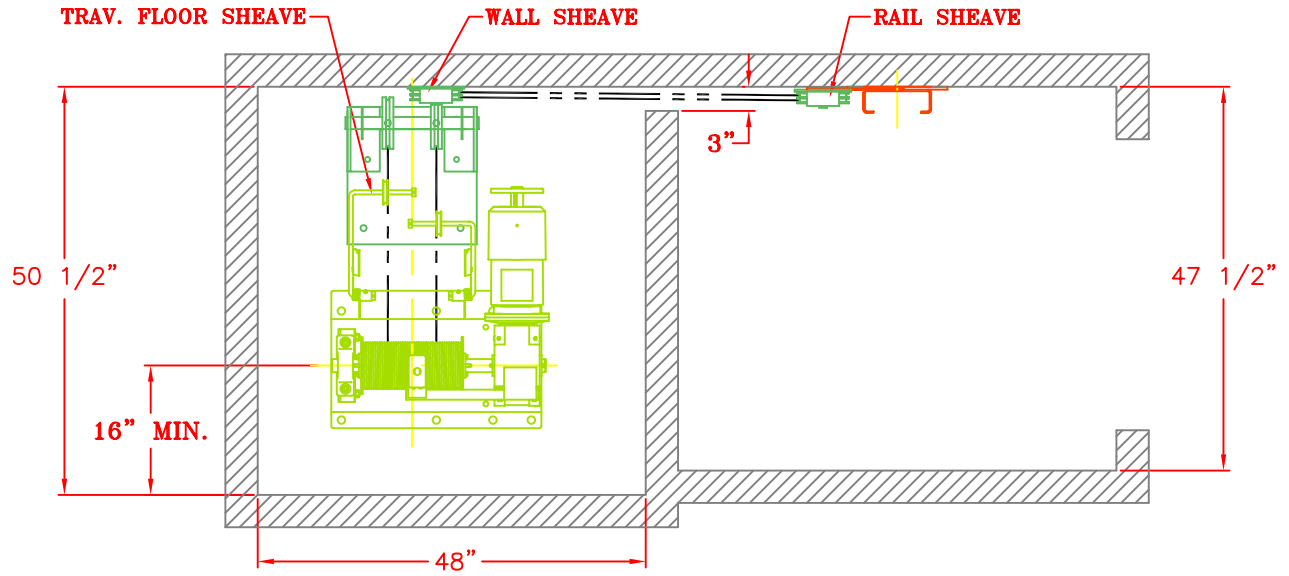 TRAV. FLOOR SHEAVE
WALL SHEAVE
RAIL SHEAVE
3”
50 1/2”
47 1/2”
16” MIN.
48”